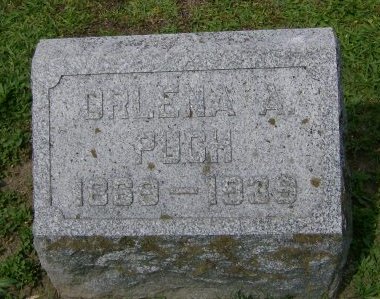 ORLENA A.
PUGH
1869 — 1939